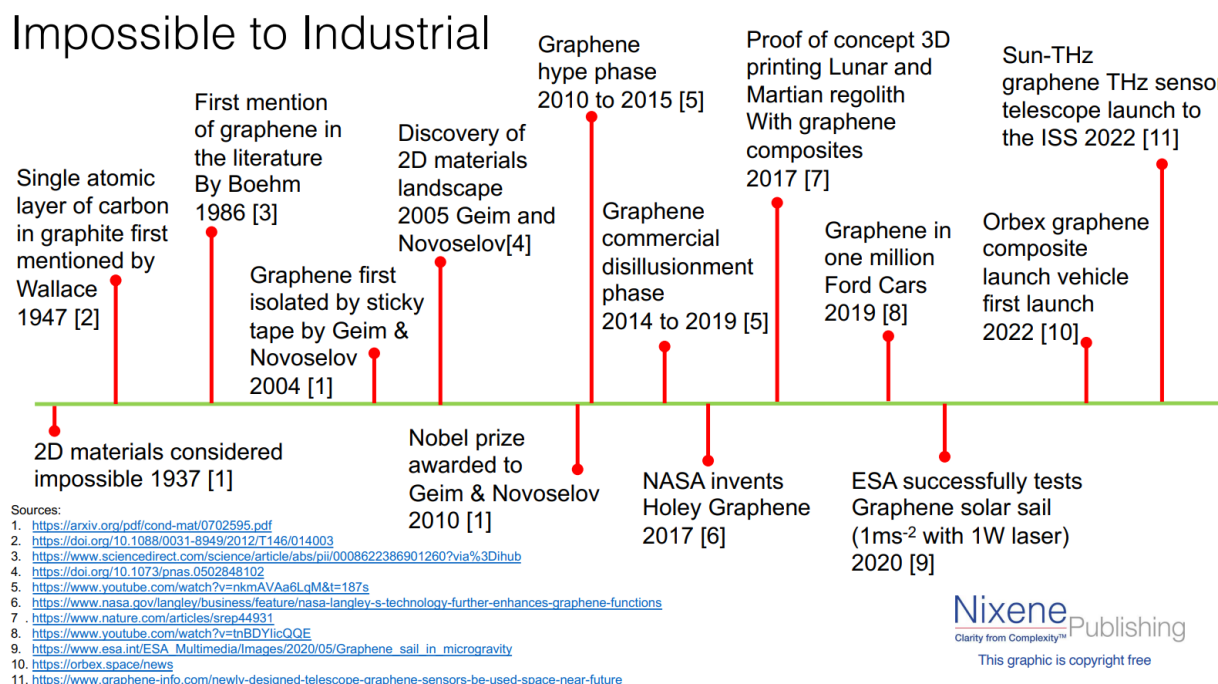 Impossible to Industrial
Single atomic
layer of carbon
in graphite first
mentioned by
Wallace
1947 [2]
First mention
of graphene in
the literature
By Boehm
1986 [3]
Graphene first
isolated by sticky
tape by Geim &
Novoselov
2004 [1]
Discovery of
2D materials
landscape
2005 Geim and
Novoselov[4]
Graphene
hype phase
2010 to 2015 [5]
Graphene
commercial
disillusionment
phase
2014 to 2019 [5]
Proof of concept 3D
printing Lunar and
Martian regolith
With graphene
composites
2017 [7]
Graphene in
one million
Ford Cars
2019 [8]
Orbex graphene
composite
launch vehicle
first launch
2022 [10]
Sun-THz
graphene THz sensor
telescope launch to
the ISS 2022 [11]
2D materials considered
impossible 1937 [1]
Nobel prize
awarded to
Geim & Novoselov
2010 [1]
NASA invents
Holey Graphene
2017 [6]
ESA successfully tests
Graphene solar sail
(1ms-2 with 1W laser)
2020 [9]
Sources:
1. https://arxiv.org/pdf/cond-mat/0702595.pdf
2. https://doi.org/10.1088/0031-8949/2012/T146/014003
3. https://www.sciencedirect.com/science/article/abs/pii/0008622386901260?via%3Dihub
4. https://doi.org/10.1073/pnas.0502848102
5. https://www.youtube.com/watch?v=nkmAVAa6LqM&t=187s
6. https://www.nasa.gov/langley/business/feature/nasa-langley-s-technology-further-enhances-graphene-functions
7 . https://www.nature.com/articles/srep44931
8. https://www.youtube.com/watch?v=tnBDYIicQQE
9. https://www.esa.int/ESA_Multimedia/Images/2020/05/Graphene_sail_in_microgravity
10. https://orbex.space/news
11. https://www.graphene-info.com/newly-designed-telescope-graphene-sensors-be-used-space-near-future
Nixene Publishing
Clarity from Complexity™
This graphic is copyright free